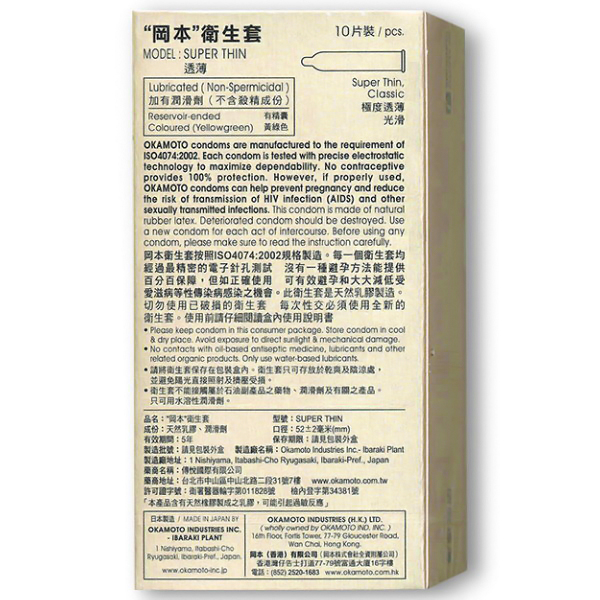 “岡本”衛生套
10片裝 / pcs.
MODEL : SUPER THIN
透薄
Lubricated ( Non-Spermicidal )
加有潤滑劑（不含殺精成份）
Reservoir-ended 有精囊
Coloured (Yellowgreen) 黃綠色
Super Thin,
Classic
極度透薄
光滑
OKAMOTO condoms are manufactured to the requirement of
ISO4074:2002. Each condom is tested with precise electrostatic
technology to maximize dependability. No contraceptive
provides 100% protection. However, if properly used,
OKAMOTO condoms can help prevent pregnancy and reduce
the risk of transmission of HIV infection (AIDS) and other
sexually transmitted infections. This condom is made of natural
rubber latex. Deteriorated condom should be destroyed. Use
a new condom for each act of intercourse. Before using any
condom, please make sure to read the instruction carefully.
岡本衛生套按照ISO4074:2002規格製造。每一個衛生套均
經過最精密的電子針孔測試 沒有一種避孕方法能提供
百分百保障，但如正確使用 可有效避孕和大大減低受
愛滋病等性傳染病感染之機會。此衛生套是天然乳膠製造。
切勿使用已破損的衛生套 每次性交必須使用全新的
衛生套。使用前請仔細閱讀盒內使用說明書
• Please keep condom in this consumer package. Store condom in cool
& dry place. Avoid exposure to direct sunlight & mechanical damage.
• No contacts with oil-based antiseptic medicine, lubricants and other
related organic products. Only use water-based lubricants.
• 請將衛生套保存在包裝盒內。衛生套只可存放於乾爽及陰涼處，
並避免陽光直接照射及擠壓受損。
• 衛生套不能接觸屬於石油副產品之藥物、潤滑劑及有關之產品。
只可用水溶性潤滑劑。
品名：“岡本”衛生套 型號：SUPER THIN
成份：天然乳膠、潤滑劑 口徑：52±2毫米(mm)
有效期間：5年 保存期限：請見包裝外盒
製造批號：請見包裝外盒 製造廠名稱：Okamoto Industries Inc.- Ibaraki Plant
製造廠地址：1 Nishiyama, Itabashi-Cho Ryugasaki, Ibaraki-Pref., Japan
藥商名稱：傳悅國際有限公司
藥商地址：台北市中山區中山北路二段31號7樓 www.okamoto.com.tw
許可證字號：衛署醫器輸字第011828號 檢內登字第34381號
「本產品含有天然橡膠製成之乳膠，可能引起過敏反應」
日本製造 / MADE IN JAPAN BY
OKAMOTO INDUSTRIES INC.
- IBARAKI PLANT
1 Nishiyama, Itabashi-Cho
Ryugasaki, Ibaraki-Pref., Japan
www.okamoto-inc.jp
OKAMOTO INDUSTRIES (H.K.) LTD.
( wholly owned by OKAMOTO IND. INC. )
16th Floor, Fortis Tower, 77-79 Gloucester Road,
Wan Chai, Hong Kong.
岡本（香港）有限公司（岡本株式會社全資附屬公司）
香港灣仔告士打道77-79號富通大廈16字樓
電話：(852) 2520-1683 www.okamoto.com.hk